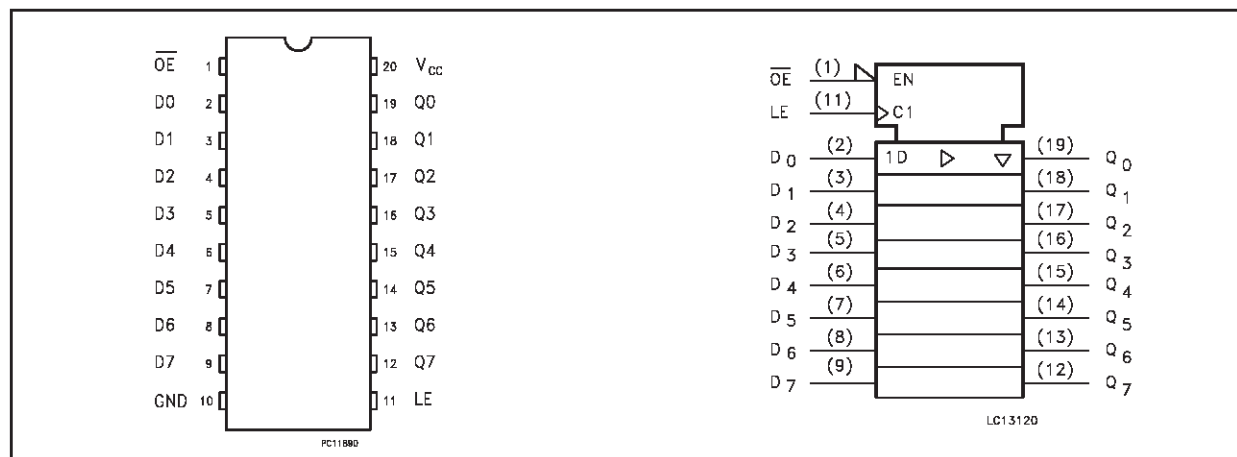 OE 1 20 VCC
D0 2 19 Q0
D1 3 18 Q1
D2 4 17 Q2
D3 5 16 Q3
D4 6 15 Q4
D5 7 14 Q5
D6 8 13 Q6
D7 9 12 Q7
GND 10 11 LE
PC11890
OE (1) EN
LE (11) C1
D0 (2) 1D (19) Q0
D1 (3) (18) Q1
D2 (4) (17) Q2
D3 (5) (16) Q3
D4 (6) (15) Q4
D5 (7) (14) Q5
D6 (8) (13) Q6
D7 (9) (12) Q7
LC13120